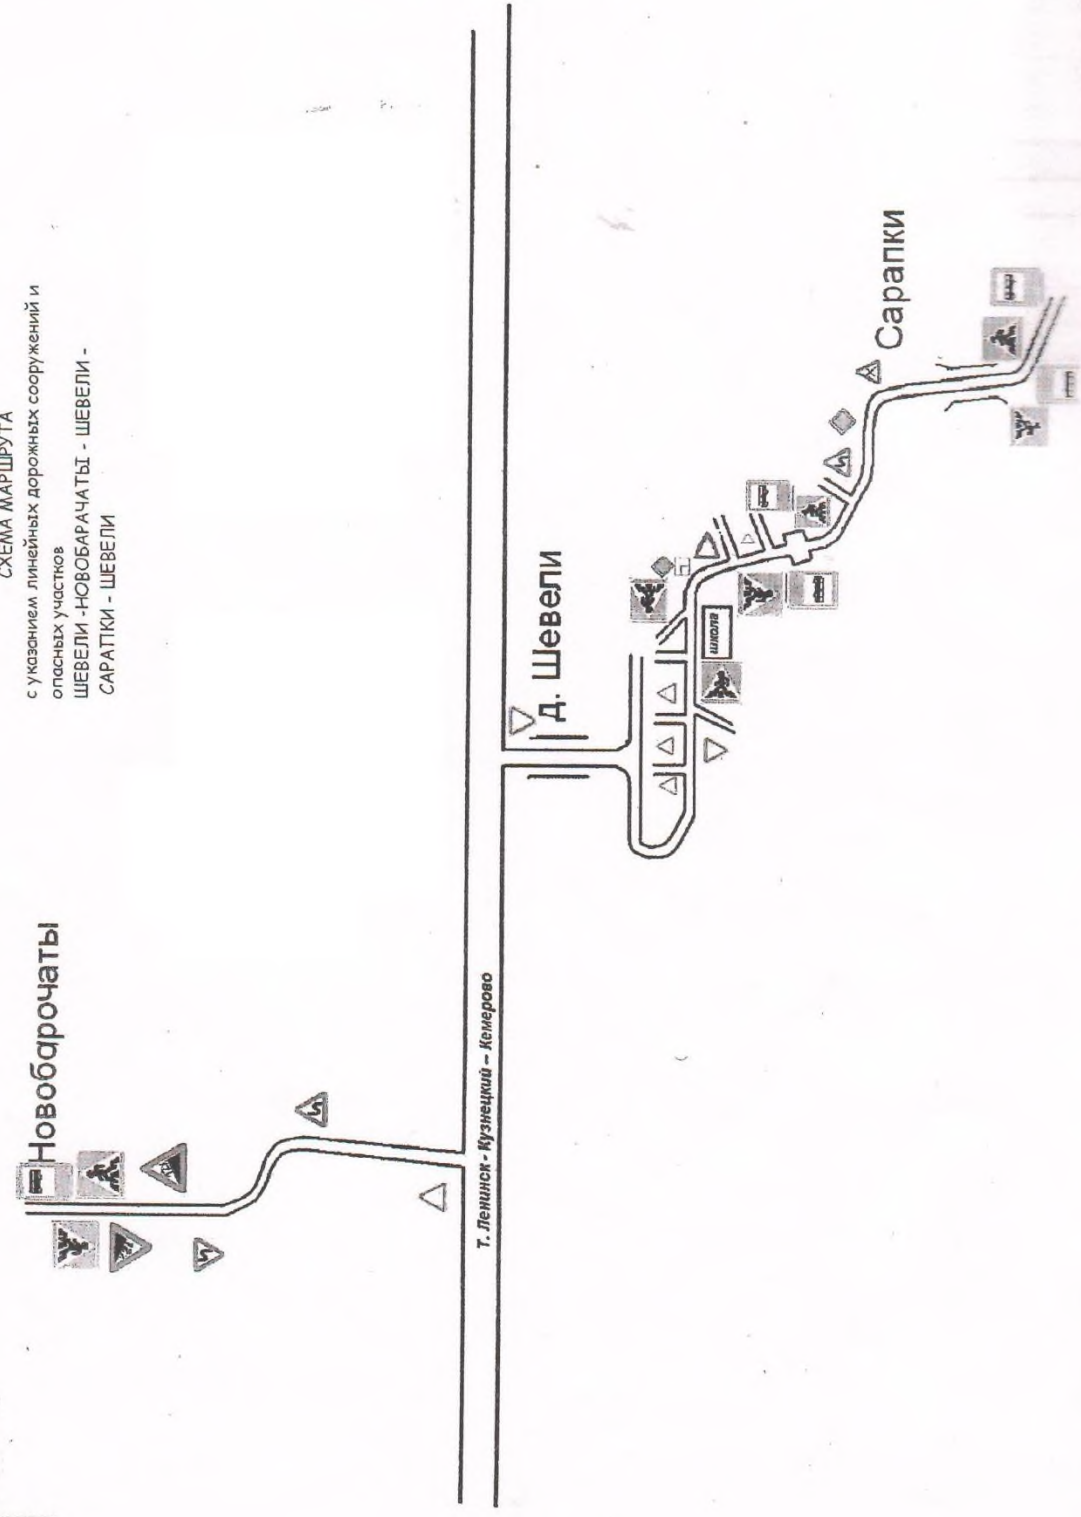 СХЕМА МАРШРУТА
с указанием линейных дорожных сооружений и
опасных участков
ШЕВЕЛИ -НОВОБАРАЧАТЫ - ШЕВЕЛИ -
САРАПКИ - ШЕВЕЛИ
Новобарочаты
Т. Ленинск - Кузнецкий – Кемерово
д. Шевели
школа
Сарапки